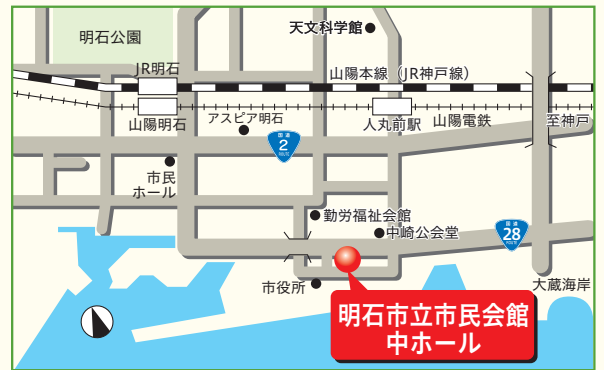 天文科学館
明石公園
JR明石
山陽本線（JR神戸線）
山陽明石
アスピア明石
人丸前駅
山陽電鉄
至神戸
国道
2
ROUTE
市民
ホール
勤労福祉会館
中崎公会堂
国道
28
ROUTE
市役所
大蔵海岸
明石市立市民会館
中ホール